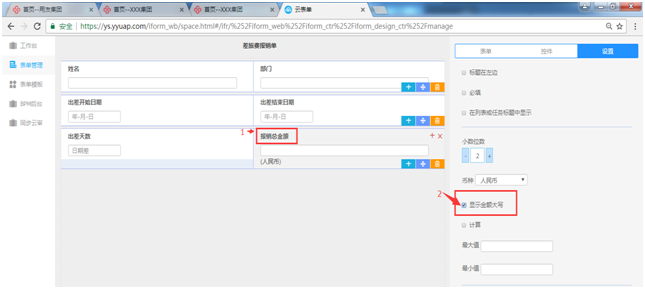 首页--用友集团
首页--XXX集团
首页--XXX集团
云表单
安全
https://ys.yyuap.com/iform_wb/space.html#/ifr/%252Fiform_web%252Fiform_ctr%252Fiform_design_ctr%252Fmanage
工作台
表单管理
表单模板
同步云审
差旅费报销单
姓名
部门
出差开始日期
出差结束日期
年-月-日
年-月-日
出差天数
1
报销总金额
日期差
(人民币)
表单
控件
设置
标题在左边
必填
在列表或任务标题中显示
小数位数
- 2 +
币种 人民币
2
显示金额大写
计算
最大值
最小值